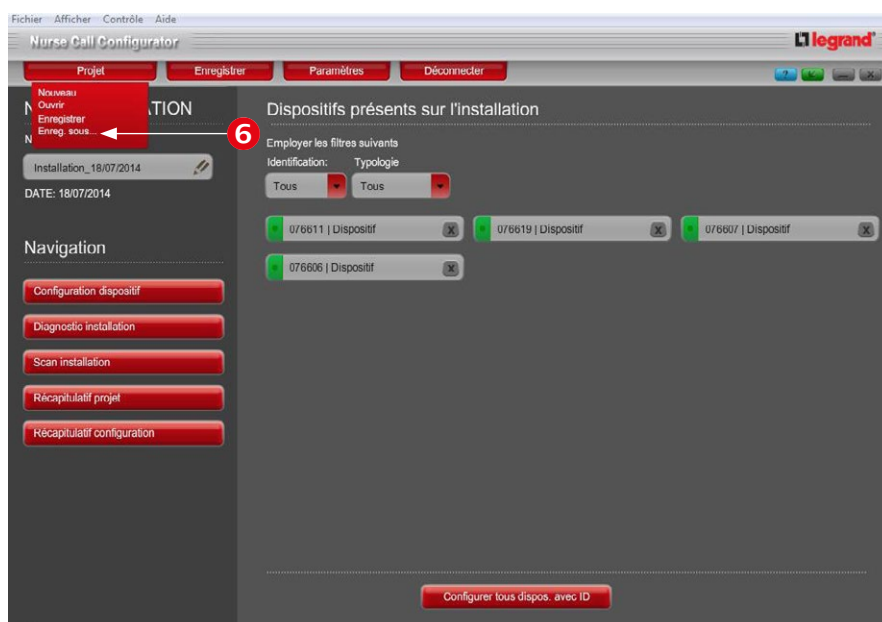 Fichier Afficher Contrôle Aide
Nurse Call Configurator
legrand
Projet Enregistrer Paramètres Déconnecter ? X
Nouveau
Ouvrir
Enregistrer
Enreg. sous...
6
N TION
N
Installation_18/07/2014
DATE: 18/07/2014
Navigation
Configuration dispositif
Diagnostic installation
Scan installation
Récapitulatif projet
Récapitulatif configuration
Dispositifs présents sur l'installation
Employer les filtres suivants
Identification: Typologie
Tous Tous
076611 | Dispositif X 076619 | Dispositif X 076607 | Dispositif X
076606 | Dispositif X
Configurer tous dispos. avec ID